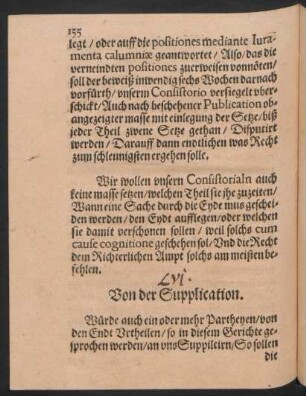 155
legt / oder auff die positiones mediante Iura-
menta calumniæ geantwortet / Also / das die
verneindten positiones zuerweisen vonnöten /
soll der beweiß inwendig sechs Wochen darnach
vorfürth / vnserm Consistorio versiegelt vber-
schickt / Auch nach beschehener Publication ob-
angezeigter masse mit einlegung der Setze / biß
jeder Theil zwene Setze gethan / Disputirt
werden / Darauff dann endtlichen was Recht
zum schleunigsten ergehen solle.
Wir wollen vnsern Consistorialn auch
keine masse setzen / welchen Theil sie jhe zuzeiten /
Wann eine Sache durch die Eyde mus geschei-
den werden / den Eydt aufflegen / oder welchen
sie damit verschonen sollen / weil solchs cum
causæ cognitione geschehen sol / Vnd die Recht
dem Richterlichen Ampt solchs am meisten be-
fehlen.
LVI.
Von der Supplication.
Würde auch ein oder mehr Partheyen / von
den Endt Vrtheilen / so in diesem Gerichte ge-
sprochen werden / an vns Suppliciren / So sollen
die